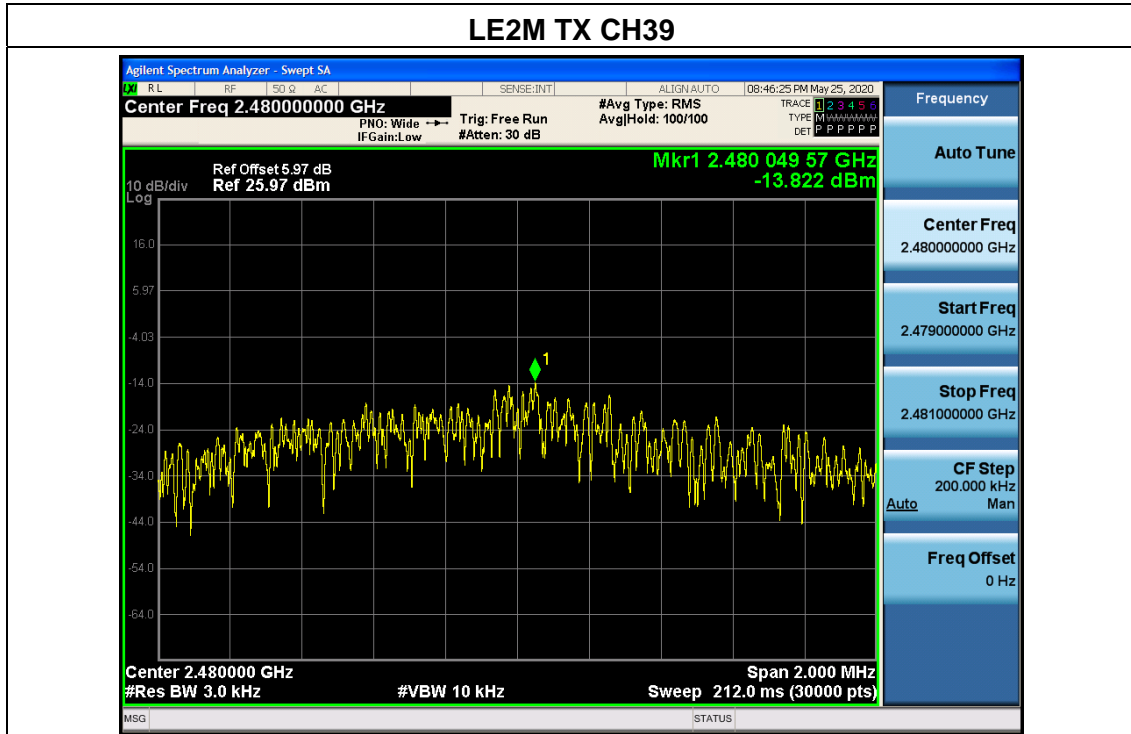 LE2M TX CH39
Agilent Spectrum Analyzer - Swept SA
LXI RL RF 50 Ω AC SENSE:INT ALIGNAUTO 08:46:25 PM May 25, 2020
Center Freq 2.480000000 GHz
PNO: Wide
IFGain:Low
Trig: Free Run
#Atten: 30 dB
#Avg Type: RMS
Avg|Hold: 100/100
TRACE 1 2 3 4 5 6
TYPE M WWWWW
DET P P P P P P
Frequency
Mkr1 2.480 049 57 GHz
-13.822 dBm
Ref Offset 5.97 dB
10 dB/div Ref 25.97 dBm
Log
16.0
5.97
-4.03
-14.0
-24.0
-34.0
-44.0
-54.0
-64.0
1
Center 2.480000 GHz Span 2.000 MHz
#Res BW 3.0 kHz #VBW 10 kHz Sweep 212.0 ms (30000 pts)
MSG STATUS
Auto Tune
Center Freq
2.480000000 GHz
Start Freq
2.479000000 GHz
Stop Freq
2.481000000 GHz
CF Step
200.000 kHz
Auto Man
Freq Offset
0 Hz